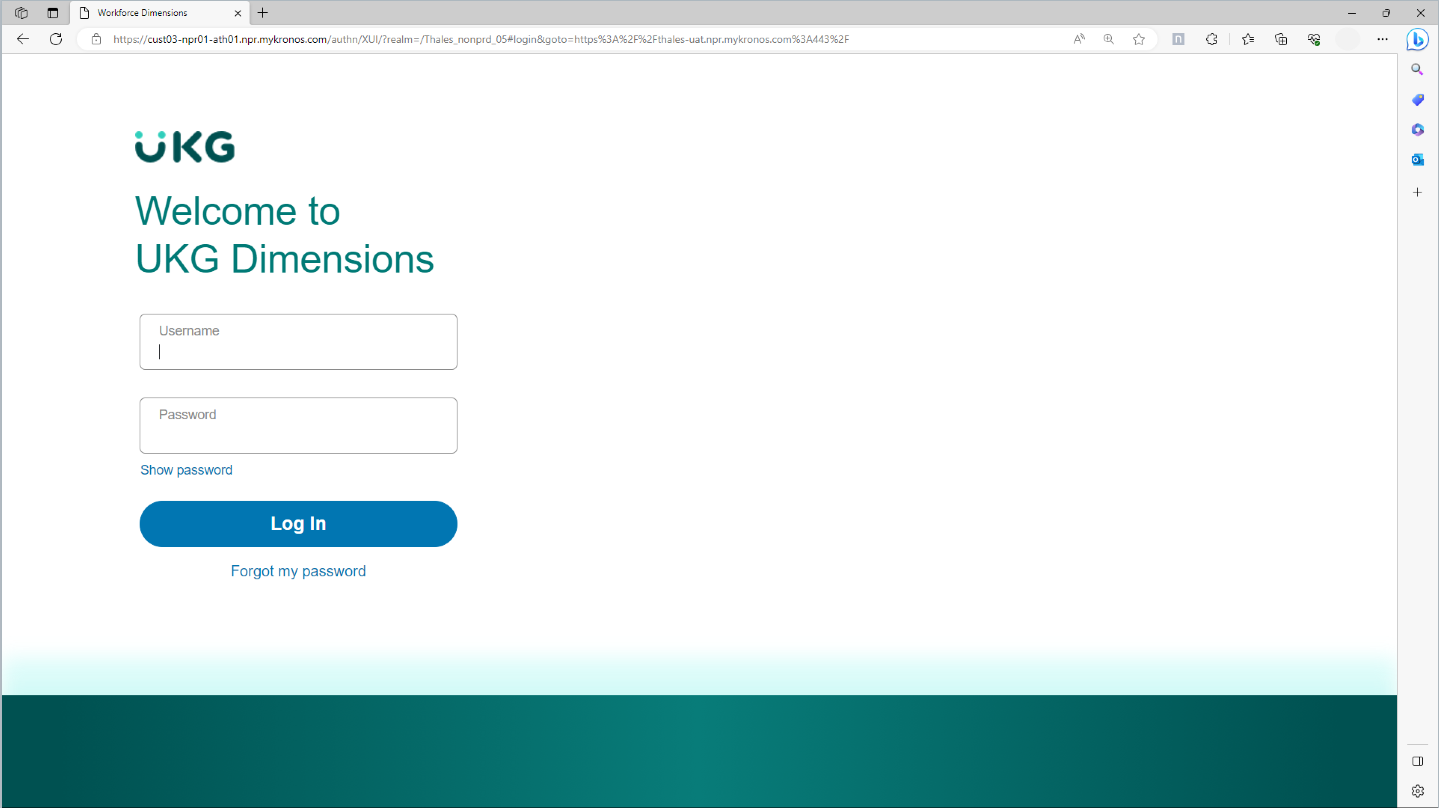 Workforce Dimensions
https://cust03-npr01-ath01.npr.mykronos.com/authn/XUI/?realm=/Thales_nonprd_05#login&goto=https%3A%2F%2Fthales-uat.npr.mykronos.com%3A443%2F
UKG
Welcome to
UKG Dimensions
Username
Password
Show password
Log In
Forgot my password